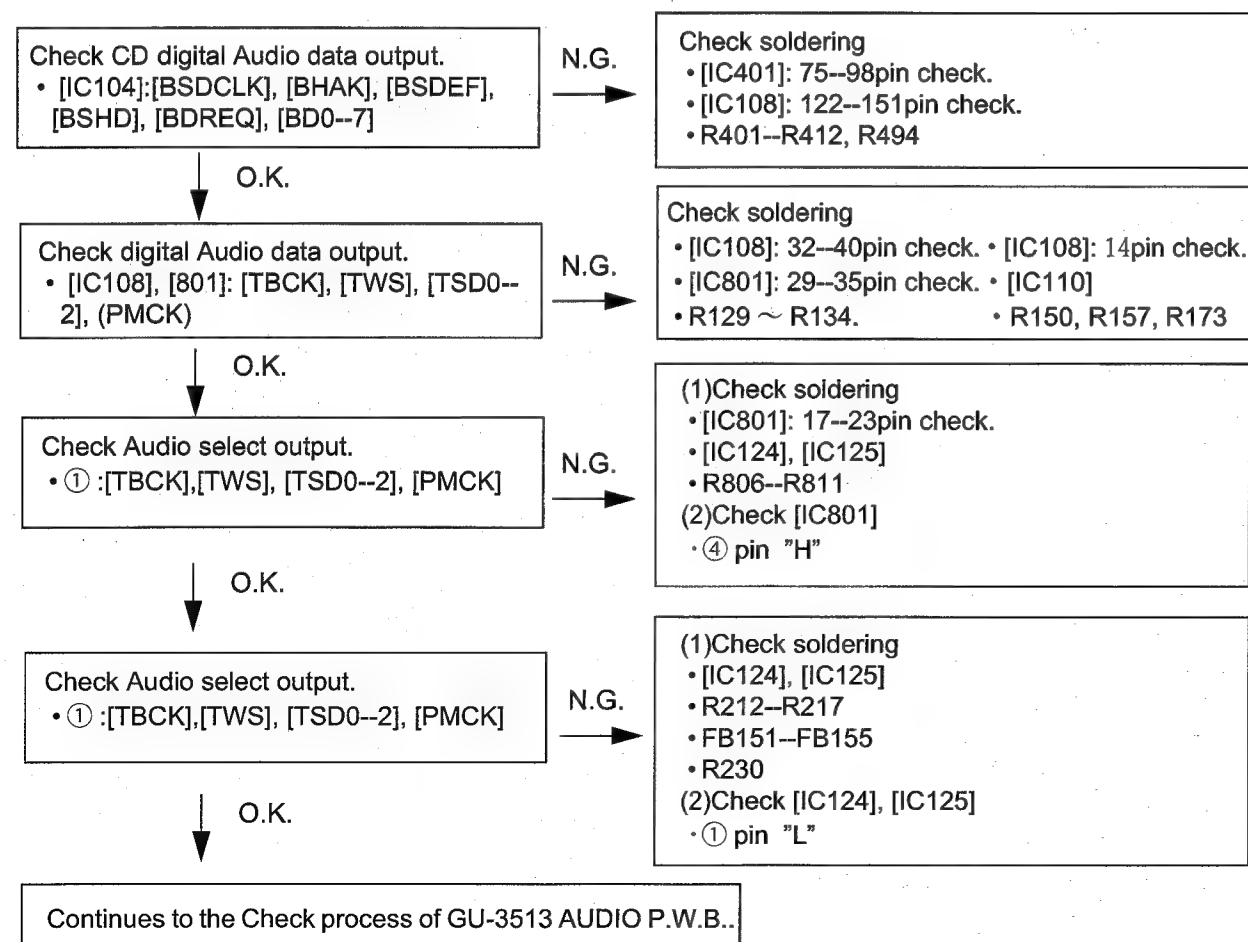 Check CD digital Audio data output.
• [IC104]:[BSDCLK], [BHAK], [BSDEF],
[BSHD], [BDREQ], [BD0--7]
N.G.
Check soldering
• [IC401]: 75--98pin check.
• [IC108]: 122--151pin check.
• R401--R412, R494
O.K.
Check digital Audio data output.
• [IC108], [801]: [TBCK], [TWS], [TSD0--
2], (PMCK)
N.G.
Check soldering
• [IC108]: 32--40pin check. • [IC108]: 14pin check.
• [IC801]: 29--35pin check. • [IC110]
• R129 ~ R134. • R150, R157, R173
O.K.
Check Audio select output.
• ① :[TBCK],[TWS], [TSD0--2], [PMCK]
N.G.
(1)Check soldering
• [IC801]: 17--23pin check.
• [IC124], [IC125]
• R806--R811
(2)Check [IC801]
· ④ pin ”H”
O.K.
Check Audio select output.
• ① :[TBCK],[TWS], [TSD0--2], [PMCK]
N.G.
(1)Check soldering
• [IC124], [IC125]
• R212--R217
• FB151--FB155
• R230
(2)Check [IC124], [IC125]
· ① pin ”L”
O.K.
Continues to the Check process of GU-3513 AUDIO P.W.B..